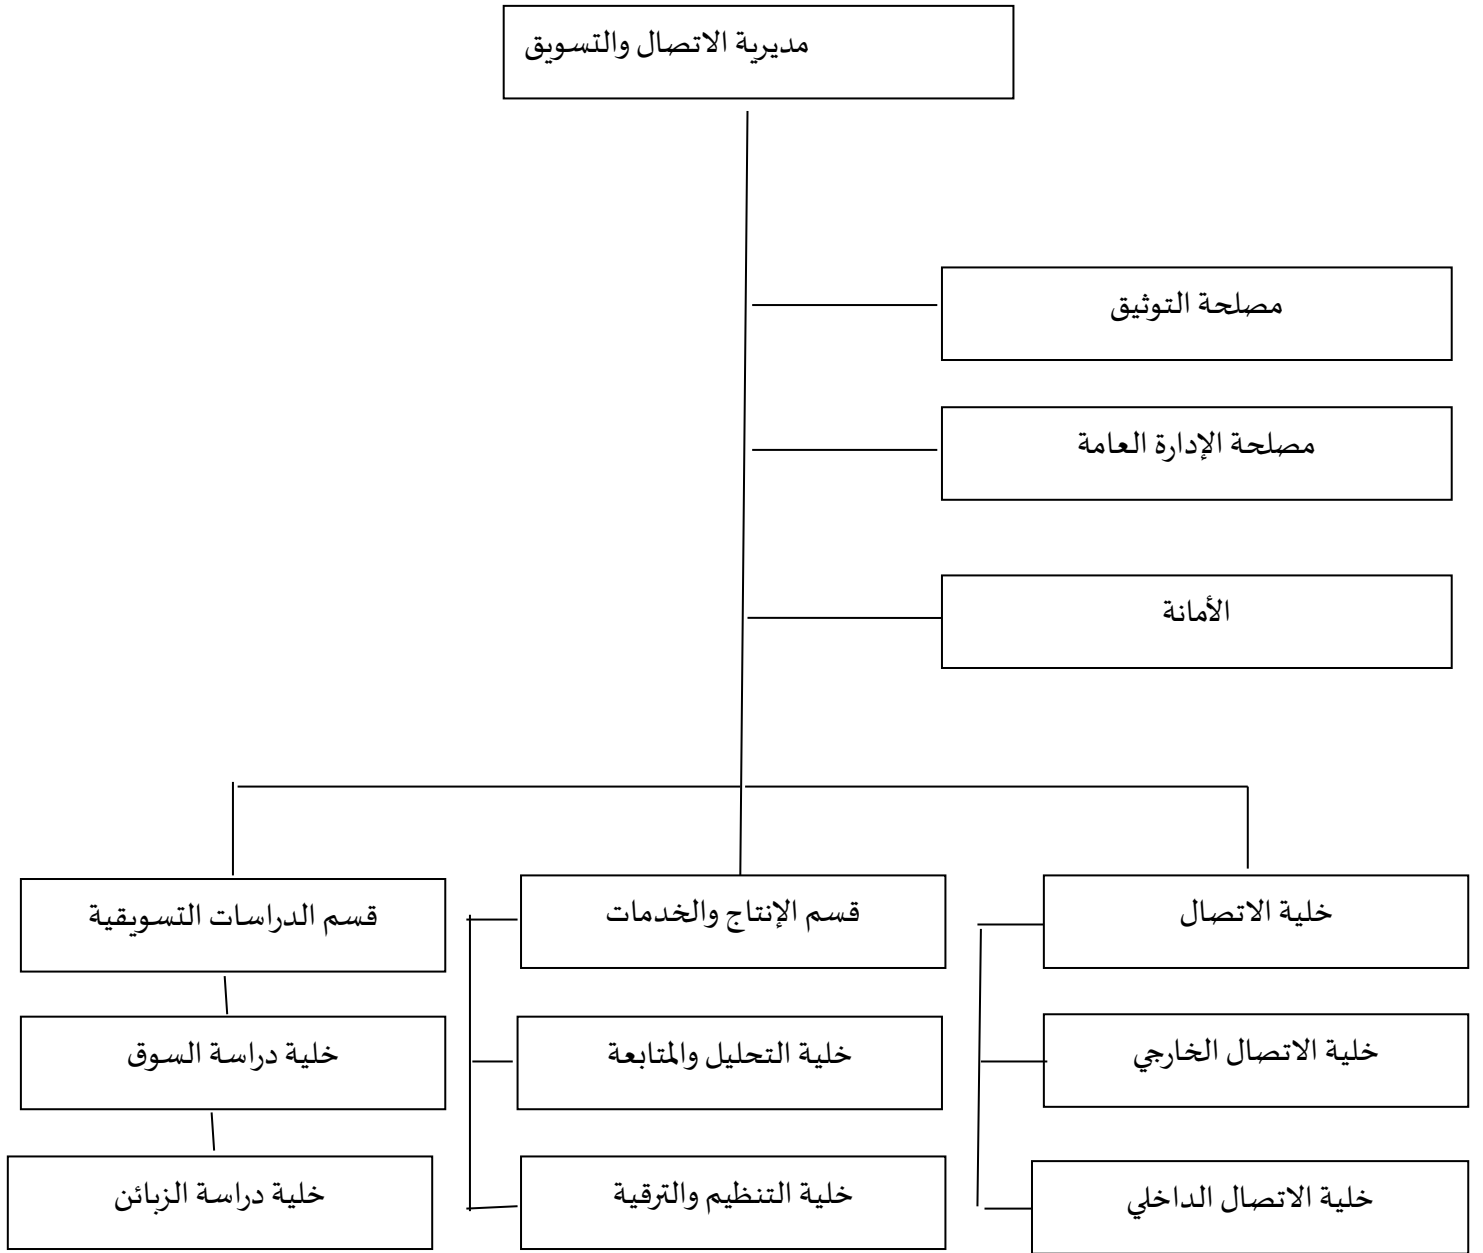 مديرية الاتصال والتسويق
مصلحة التوثيق
مصلحة الإدارة العامة
الأمانة
خلية الاتصال
قسم الإنتاج والخدمات
قسم الدراسات التسويقية
خلية الاتصال الخارجي
خلية التحليل والمتابعة
خلية دراسة السوق
خلية الاتصال الداخلي
خلية التنظيم والترقية
خلية دراسة الزبائن